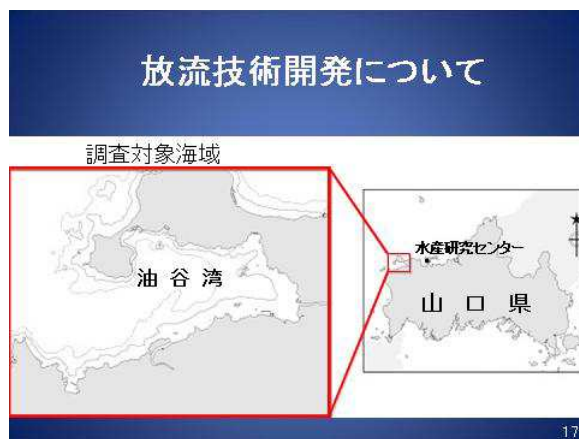 放流技術開発について
調査対象海域
油谷湾
水産研究センター
山口県
17